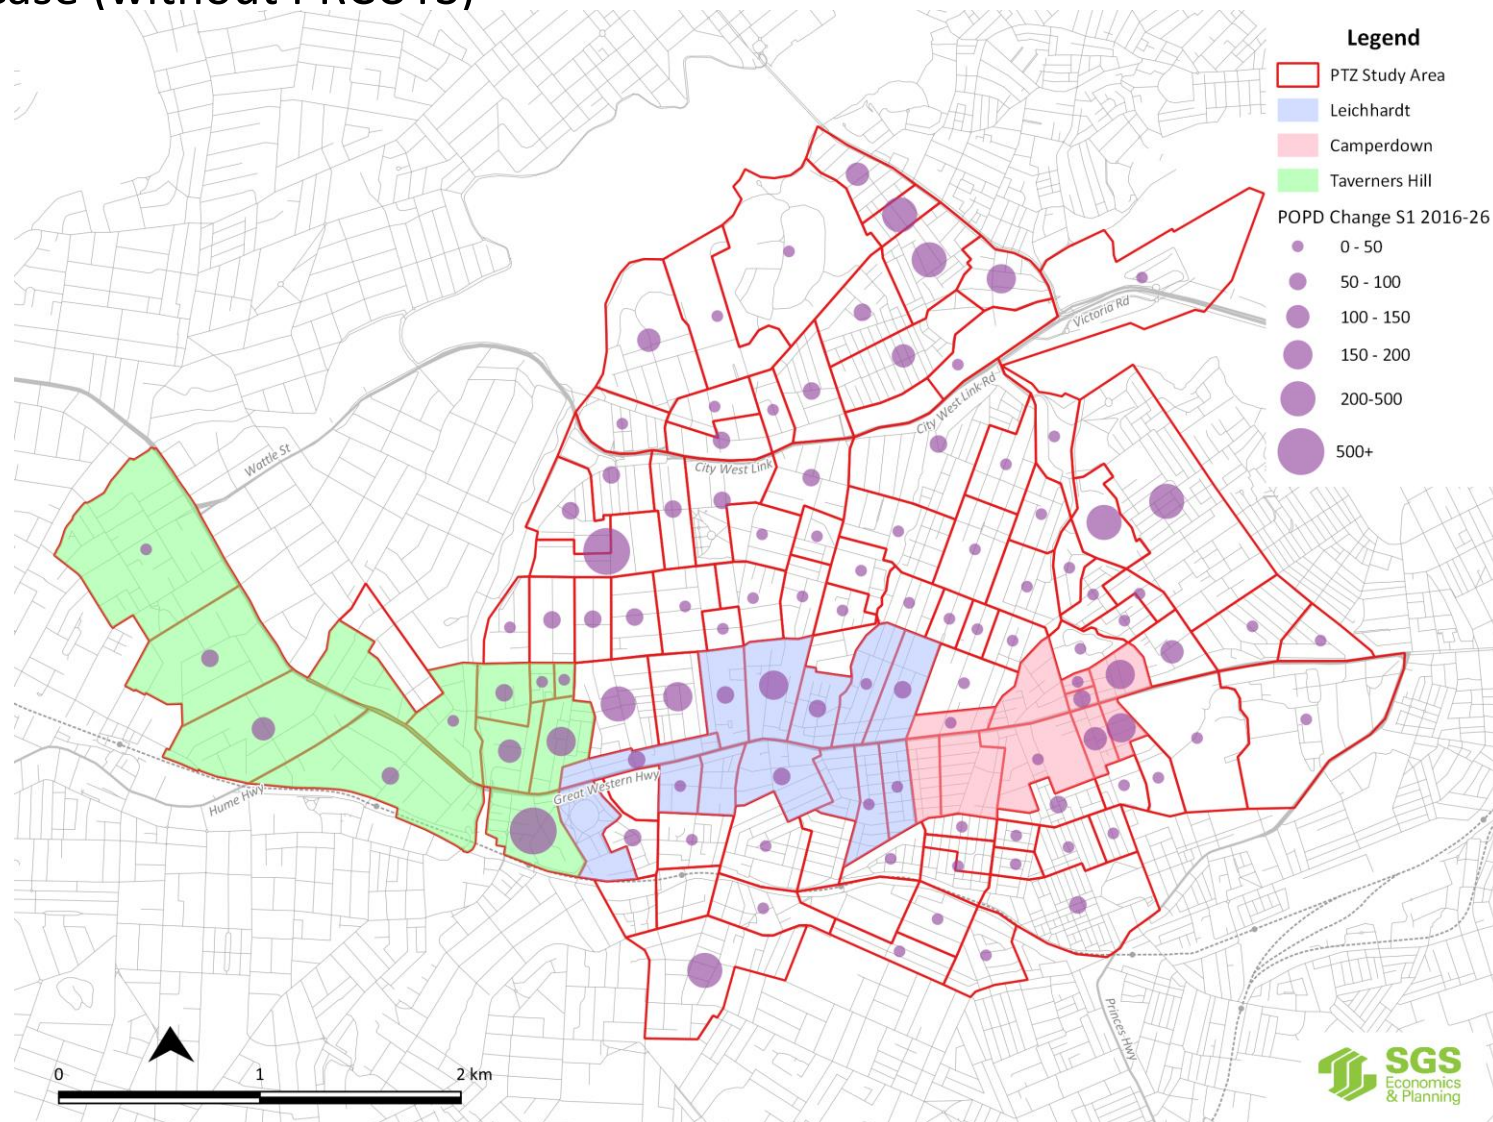 Legend
PTZ Study Area
Leichhardt
Camperdown
Taverners Hill
POPD Change S1 2016-26
0 - 50
50 - 100
100 - 150
150 - 200
200-500
500+
Victoria Rd
City West Link Rd
City West Link
Wattle St
Great Western Hwy
Hume Hwy
Princes Hwy
0 1 2 km
SGS
Economics
& Planning